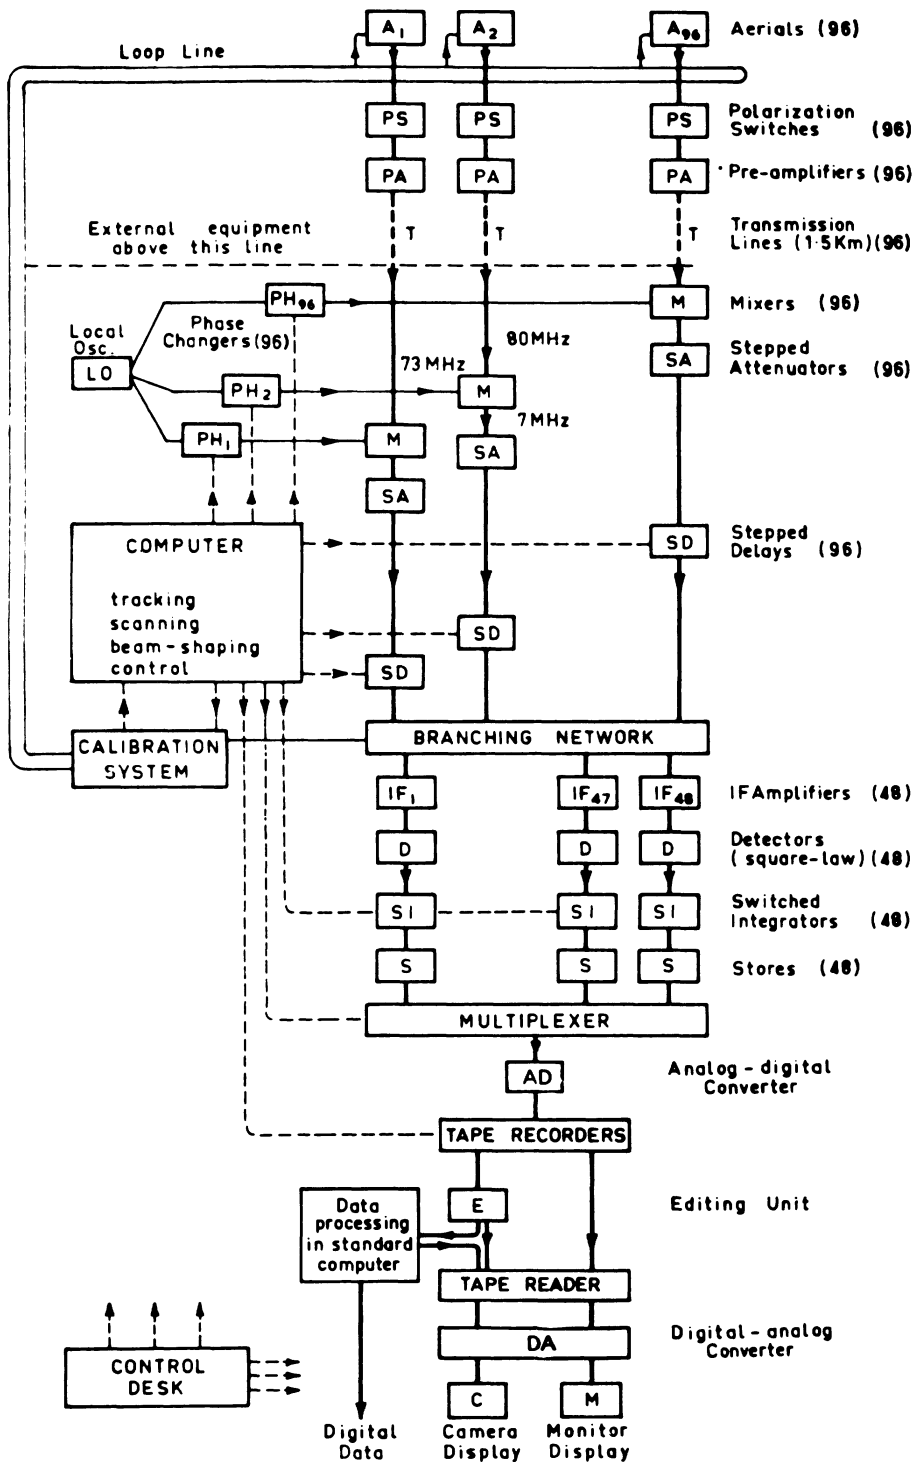 A1 A2 A96 Aerials (96)
Loop Line
PS PS PS Polarization
Switches (96)
PA PA PA Pre-amplifiers (96)
External equipment
above this line
T T T Transmission
Lines (1·5Km)(96)
PH96 M Mixers (96)
Phase
Changers(96)
Local
Osc.
LO
80MHz
SA Stepped
Attenuators (96)
73MHz
PH2 M
7MHz
PH1 M SA
SA
COMPUTER
tracking
scanning
beam-shaping
control
SD Stepped
Delays (96)
SD
SD
CALIBRATION
SYSTEM
BRANCHING NETWORK
IF1 IF47 IF48 IFAmplifiers (48)
D D D Detectors
(square-law)(48)
SI SI SI Switched
Integrators (48)
S S S Stores (48)
MULTIPLEXER
AD Analog-digital
Converter
TAPE RECORDERS
Data
processing
in standard
computer
E Editing Unit
TAPE READER
DA Digital-analog
Converter
CONTROL
DESK
C M
Digital
Data
Camera
Display
Monitor
Display